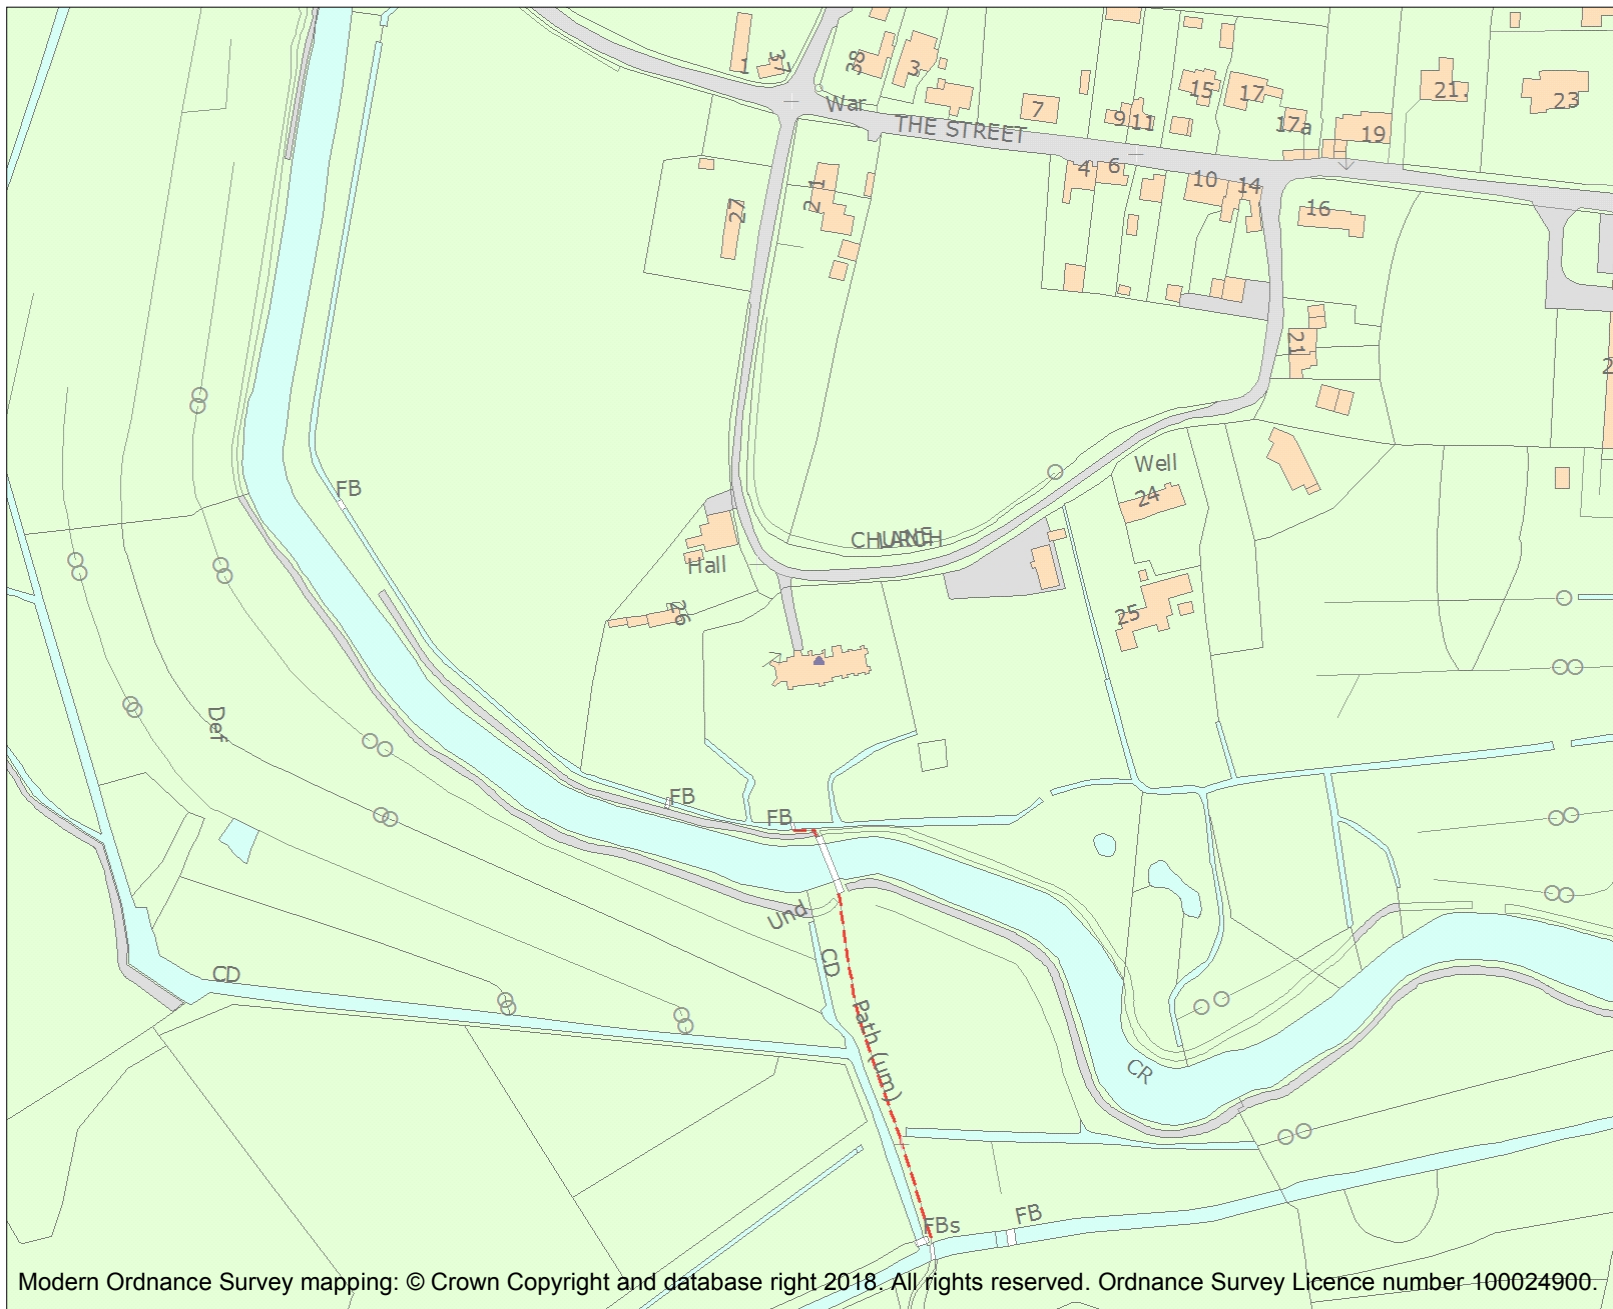 1
37
38
3
War
THE STREET
7
9
11
15
17
17a
19
21.
23
4
6
10
14
16
27
2
1
21
2
FB
Well
24
CHURCH
LANE
Hall
26
25
Def
FB
FB
Und
CD
CD
Path (um)
CR
FBs
FB
Modern Ordnance Survey mapping: © Crown Copyright and database right 2018. All rights reserved. Ordnance Survey Licence number 100024900.